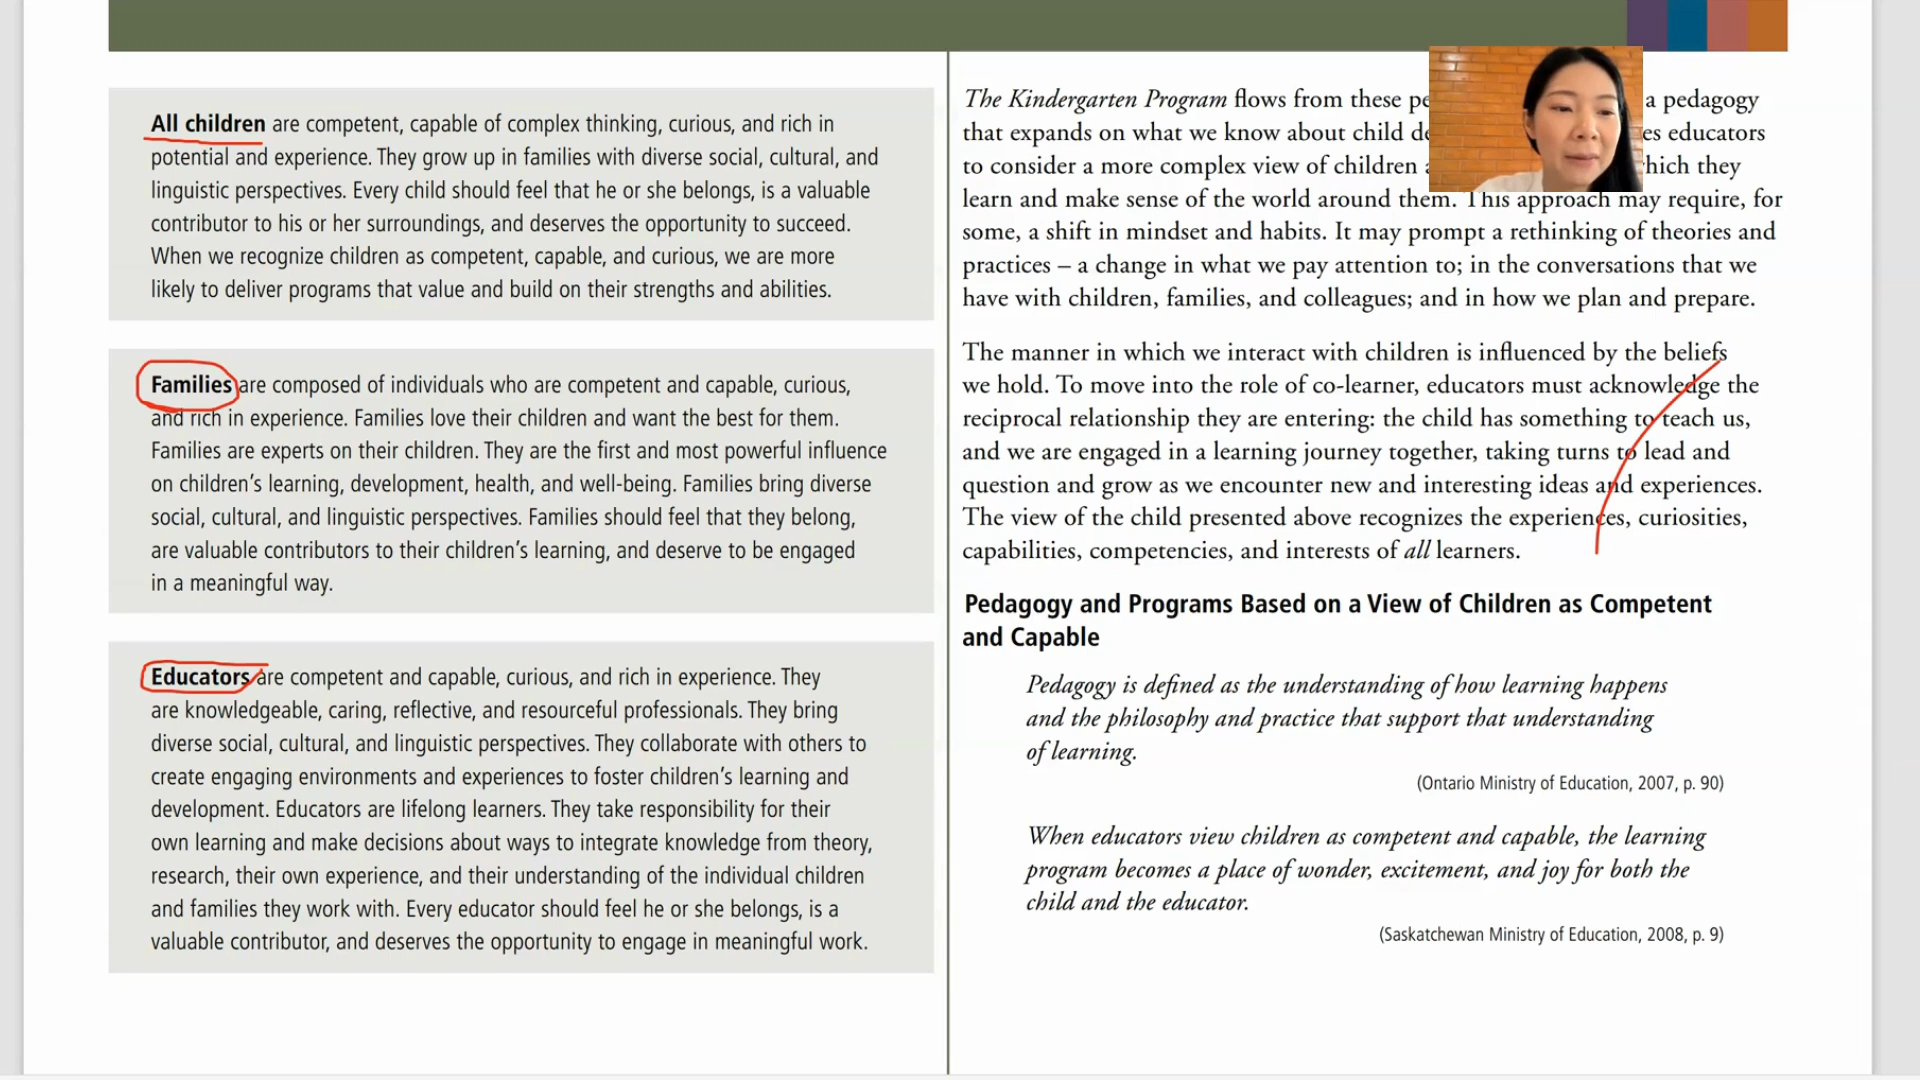 All children are competent, capable of complex thinking, curious, and rich in
potential and experience. They grow up in families with diverse social, cultural, and
linguistic perspectives. Every child should feel that he or she belongs, is a valuable
contributor to his or her surroundings, and deserves the opportunity to succeed.
When we recognize children as competent, capable, and curious, we are more
likely to deliver programs that value and build on their strengths and abilities.
Families are composed of individuals who are competent and capable, curious,
and rich in experience. Families love their children and want the best for them.
Families are experts on their children. They are the first and most powerful influence
on children’s learning, development, health, and well-being. Families bring diverse
social, cultural, and linguistic perspectives. Families should feel that they belong,
are valuable contributors to their children’s learning, and deserve to be engaged
in a meaningful way.
Educators are competent and capable, curious, and rich in experience. They
are knowledgeable, caring, reflective, and resourceful professionals. They bring
diverse social, cultural, and linguistic perspectives. They collaborate with others to
create engaging environments and experiences to foster children’s learning and
development. Educators are lifelong learners. They take responsibility for their
own learning and make decisions about ways to integrate knowledge from theory,
research, their own experience, and their understanding of the individual children
and families they work with. Every educator should feel he or she belongs, is a
valuable contributor, and deserves the opportunity to engage in meaningful work.
The Kindergarten Program flows from these a pedagogy
that expands on what we know about child educators
to consider a more complex view of children they
learn and make sense of the world around them. This approach may require, for
some, a shift in mindset and habits. It may prompt a rethinking of theories and
practices – a change in what we pay attention to; in the conversations that we
have with children, families, and colleagues; and in how we plan and prepare.
The manner in which we interact with children is influenced by the beliefs
we hold. To move into the role of co-learner, educators must acknowledge the
reciprocal relationship they are entering: the child has something to teach us,
and we are engaged in a learning journey together, taking turns to lead and
question and grow as we encounter new and interesting ideas and experiences.
The view of the child presented above recognizes the experiences, curiosities,
capabilities, competencies, and interests of all learners.
Pedagogy and Programs Based on a View of Children as Competent
and Capable
Pedagogy is defined as the understanding of how learning happens
and the philosophy and practice that support that understanding
of learning.
(Ontario Ministry of Education, 2007, p. 90)
When educators view children as competent and capable, the learning
program becomes a place of wonder, excitement, and joy for both the
child and the educator.
(Saskatchewan Ministry of Education, 2008, p. 9)